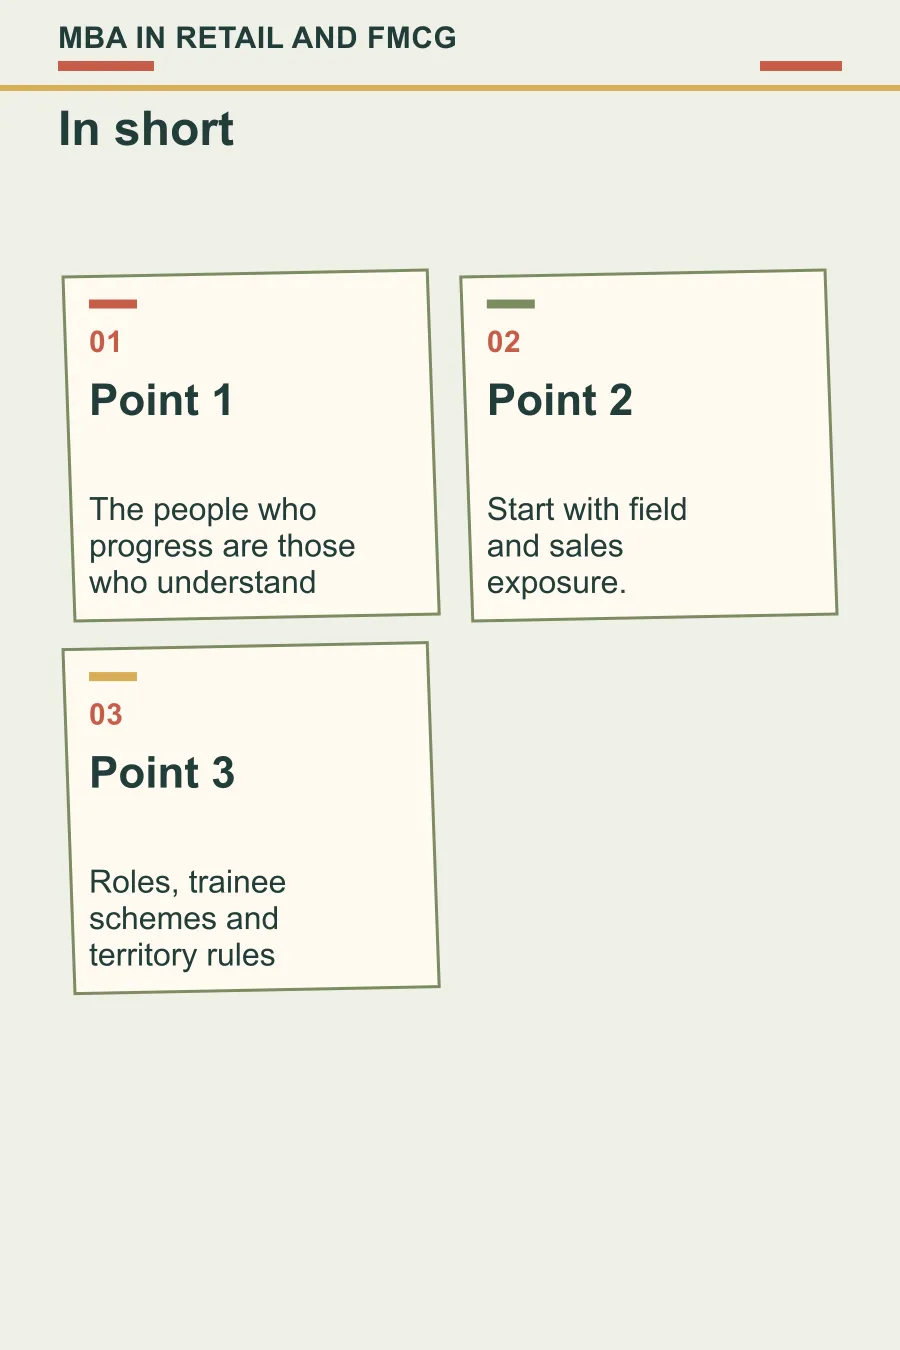 MBA IN RETAIL AND FMCG
In short
01
Point 1
The people who
progress are those
who understand
02
Point 2
Start with field
and sales
exposure.
03
Point 3
Roles, trainee
schemes and
territory rules